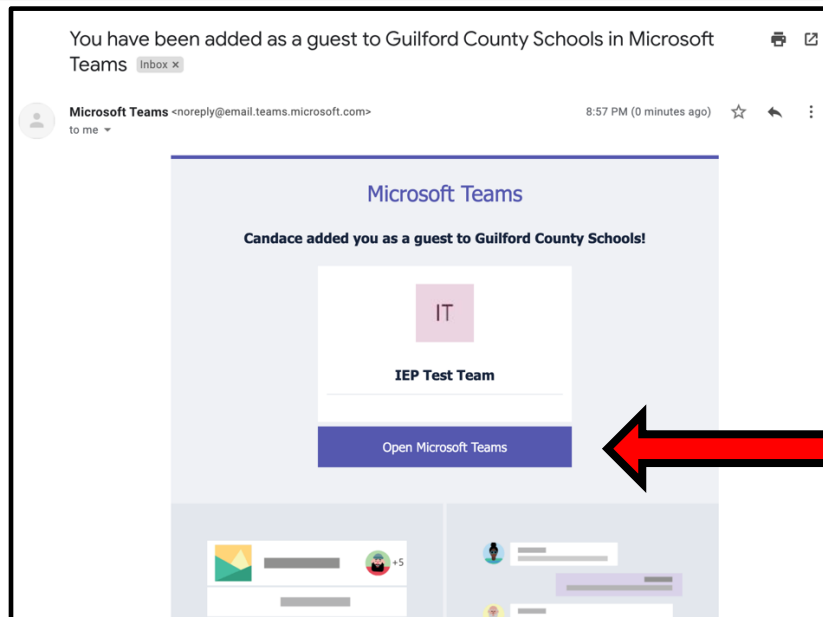 You have been added as a guest to Guilford County Schools in Microsoft
Teams Inbox ×
Microsoft Teams <noreply@email.teams.microsoft.com> 8:57 PM (0 minutes ago)
to me
Microsoft Teams
Candace added you as a guest to Guilford County Schools!
IT
IEP Test Team
Open Microsoft Teams
+5